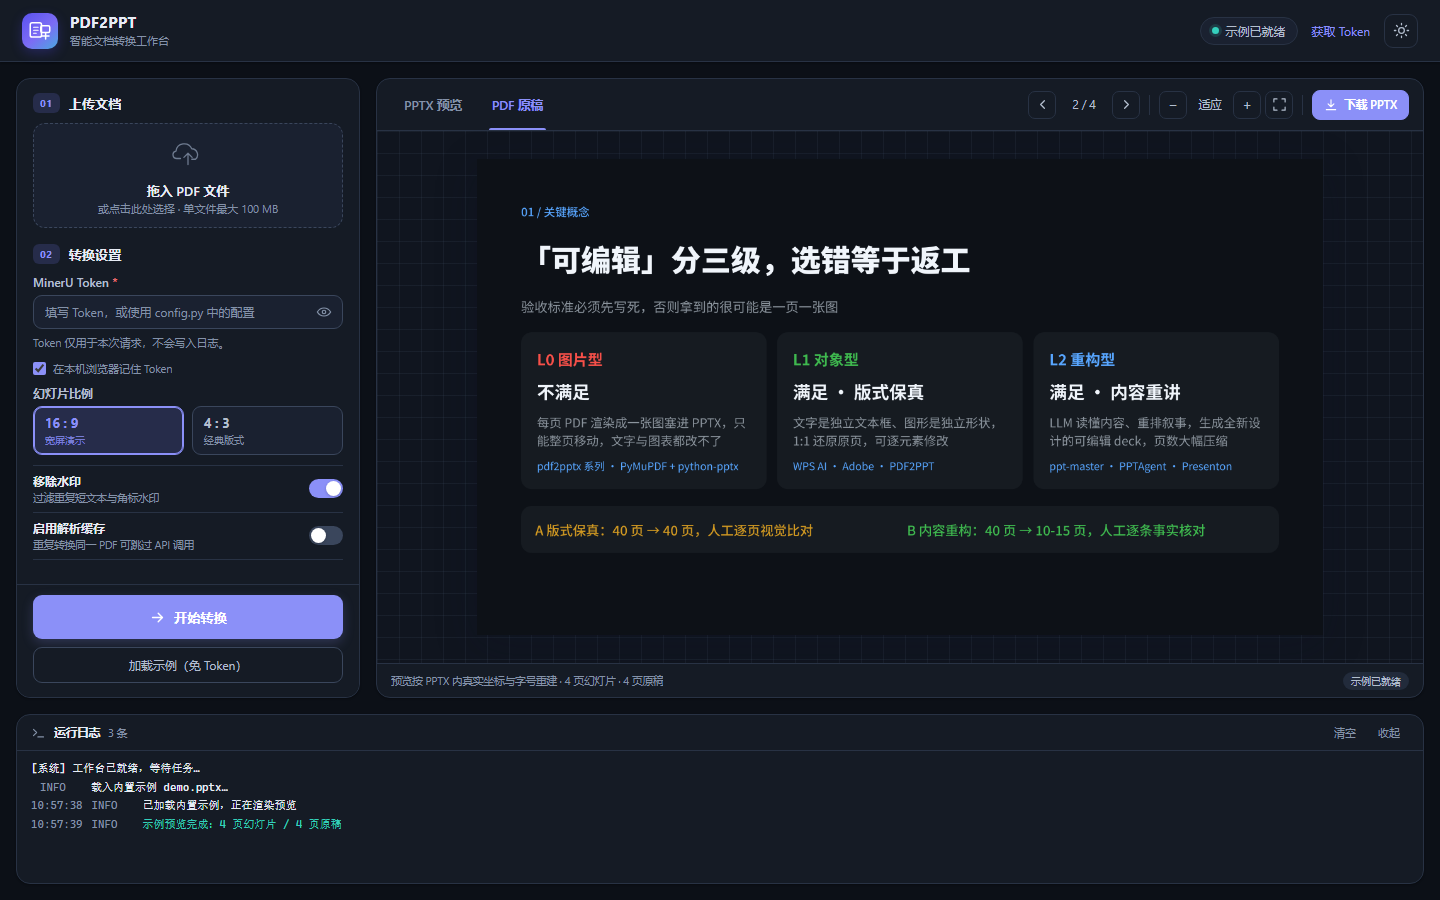 PDF2PPT
智能文档转换工作台
示例已就绪
获取 Token
01 上传文档
拖入 PDF 文件
或点击此处选择 · 单文件最大 100 MB
02 转换设置
MinerU Token *
填写 Token，或使用 config.py 中的配置
Token 仅用于本次请求，不会写入日志。
在本机浏览器记住 Token
幻灯片比例
16 : 9
宽屏演示
4 : 3
经典版式
移除水印
过滤重复短文本与角标水印
启用解析缓存
重复转换同一 PDF 可跳过 API 调用
开始转换
加载示例（免 Token）
PPTX 预览
PDF 原稿
2 / 4
适应
下载 PPTX
01 / 关键概念
「可编辑」分三级，选错等于返工
验收标准必须先写死，否则拿到的很可能是一页一张图
L0 图片型
不满足
每页 PDF 渲染成一张图塞进 PPTX，只
能整页移动，文字与图表都改不了
pdf2pptx 系列 • PyMuPDF + python-pptx
L1 对象型
满足 • 版式保真
文字是独立文本框、图形是独立形状，
1:1 还原原页，可逐元素修改
WPS AI • Adobe • PDF2PPT
L2 重构型
满足 • 内容重讲
LLM 读懂内容、重排叙事，生成全新设
计的可编辑 deck，页数大幅压缩
ppt-master • PPTAgent • Presenton
A 版式保真：40 页 → 40 页，人工逐页视觉比对
B 内容重构：40 页 → 10-15 页，人工逐条事实核对
预览按 PPTX 内真实坐标与字号重建 · 4 页幻灯片 · 4 页原稿
示例已就绪
运行日志 3 条
清空
收起
[系统] 工作台已就绪，等待任务…
INFO 载入内置示例 demo.pptx…
10:57:38 INFO 已加载内置示例，正在渲染预览
10:57:39 INFO 示例预览完成：4 页幻灯片 / 4 页原稿